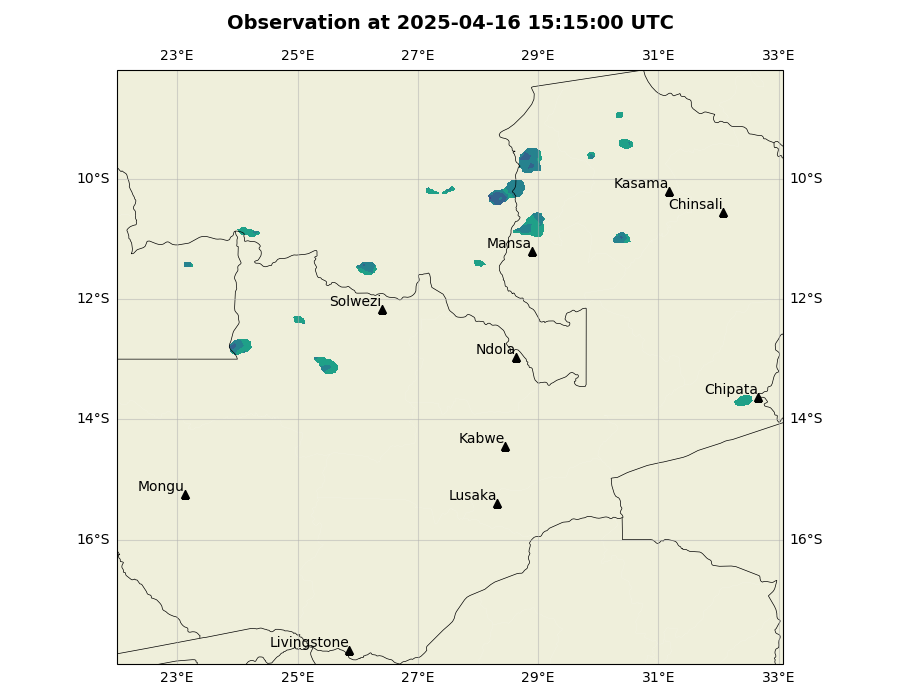 Observation at 2025-04-16 15:15:00 UTC
23°E 25°E 27°E 29°E 31°E 33°E
10°S 10°S
Kasama
Chinsali
Mansa
12°S 12°S
Solwezi
Ndola
Chipata
14°S 14°S
Kabwe
Mongu
Lusaka
16°S 16°S
Livingstone
23°E 25°E 27°E 29°E 31°E 33°E